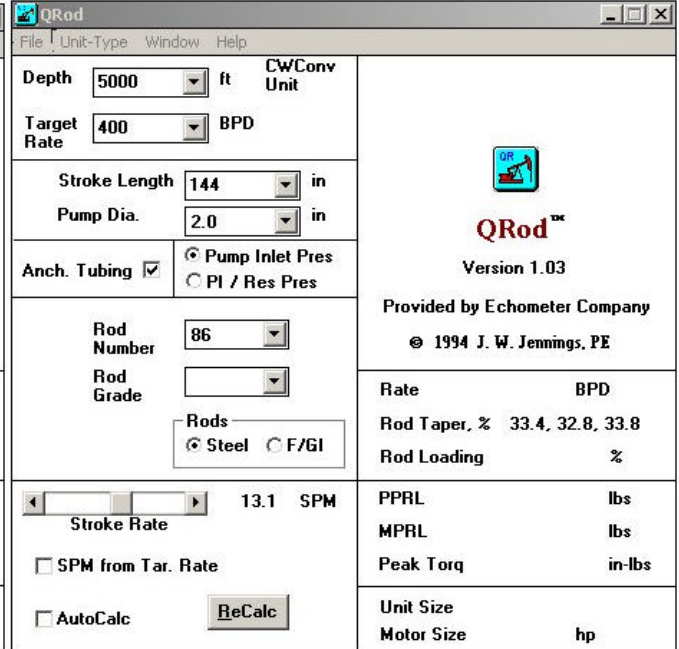 QRod
File Unit-Type Window Help
Depth 5000 ft CWConv Unit
Target Rate 400 BPD
Stroke Length 144 in
Pump Dia. 2.0 in
Anch. Tubing
Pump Inlet Pres
PI / Res Pres
Rod Number 86
Rod Grade
Rods
Steel F/Gl
13.1 SPM
Stroke Rate
SPM from Tar. Rate
AutoCalc
ReCalc
QR
QRod™
Version 1.03
Provided by Echometer Company
© 1994 J. W. Jennings, PE
Rate BPD
Rod Taper, % 33.4, 32.8, 33.8
Rod Loading %
PPRL lbs
MPRL lbs
Peak Torq in-lbs
Unit Size
Motor Size hp